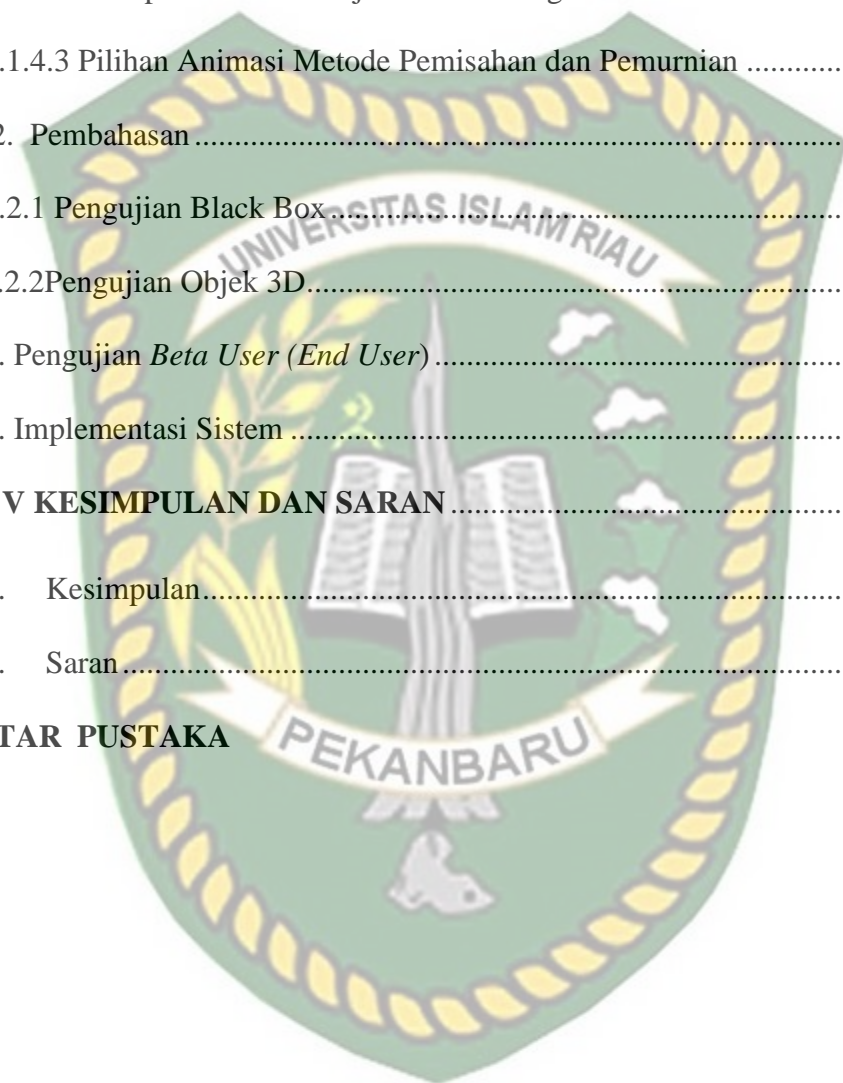 .1.4.3 Pilihan Animasi Metode Pemisahan dan Pemurnian ............
2. Pembahasan ....................................................................................
.2.1 Pengujian Black Box ....................................................................
UNIVERSITAS ISLAM RIAU
.2.2Pengujian Objek 3D.......................................................................
. Pengujian Beta User (End User) .....................................................
. Implementasi Sistem .......................................................................
V KESIMPULAN DAN SARAN ..................................................
. Kesimpulan.....................................................................................
. Saran ...............................................................................................
TAR PUSTAKA
PEKANBARU